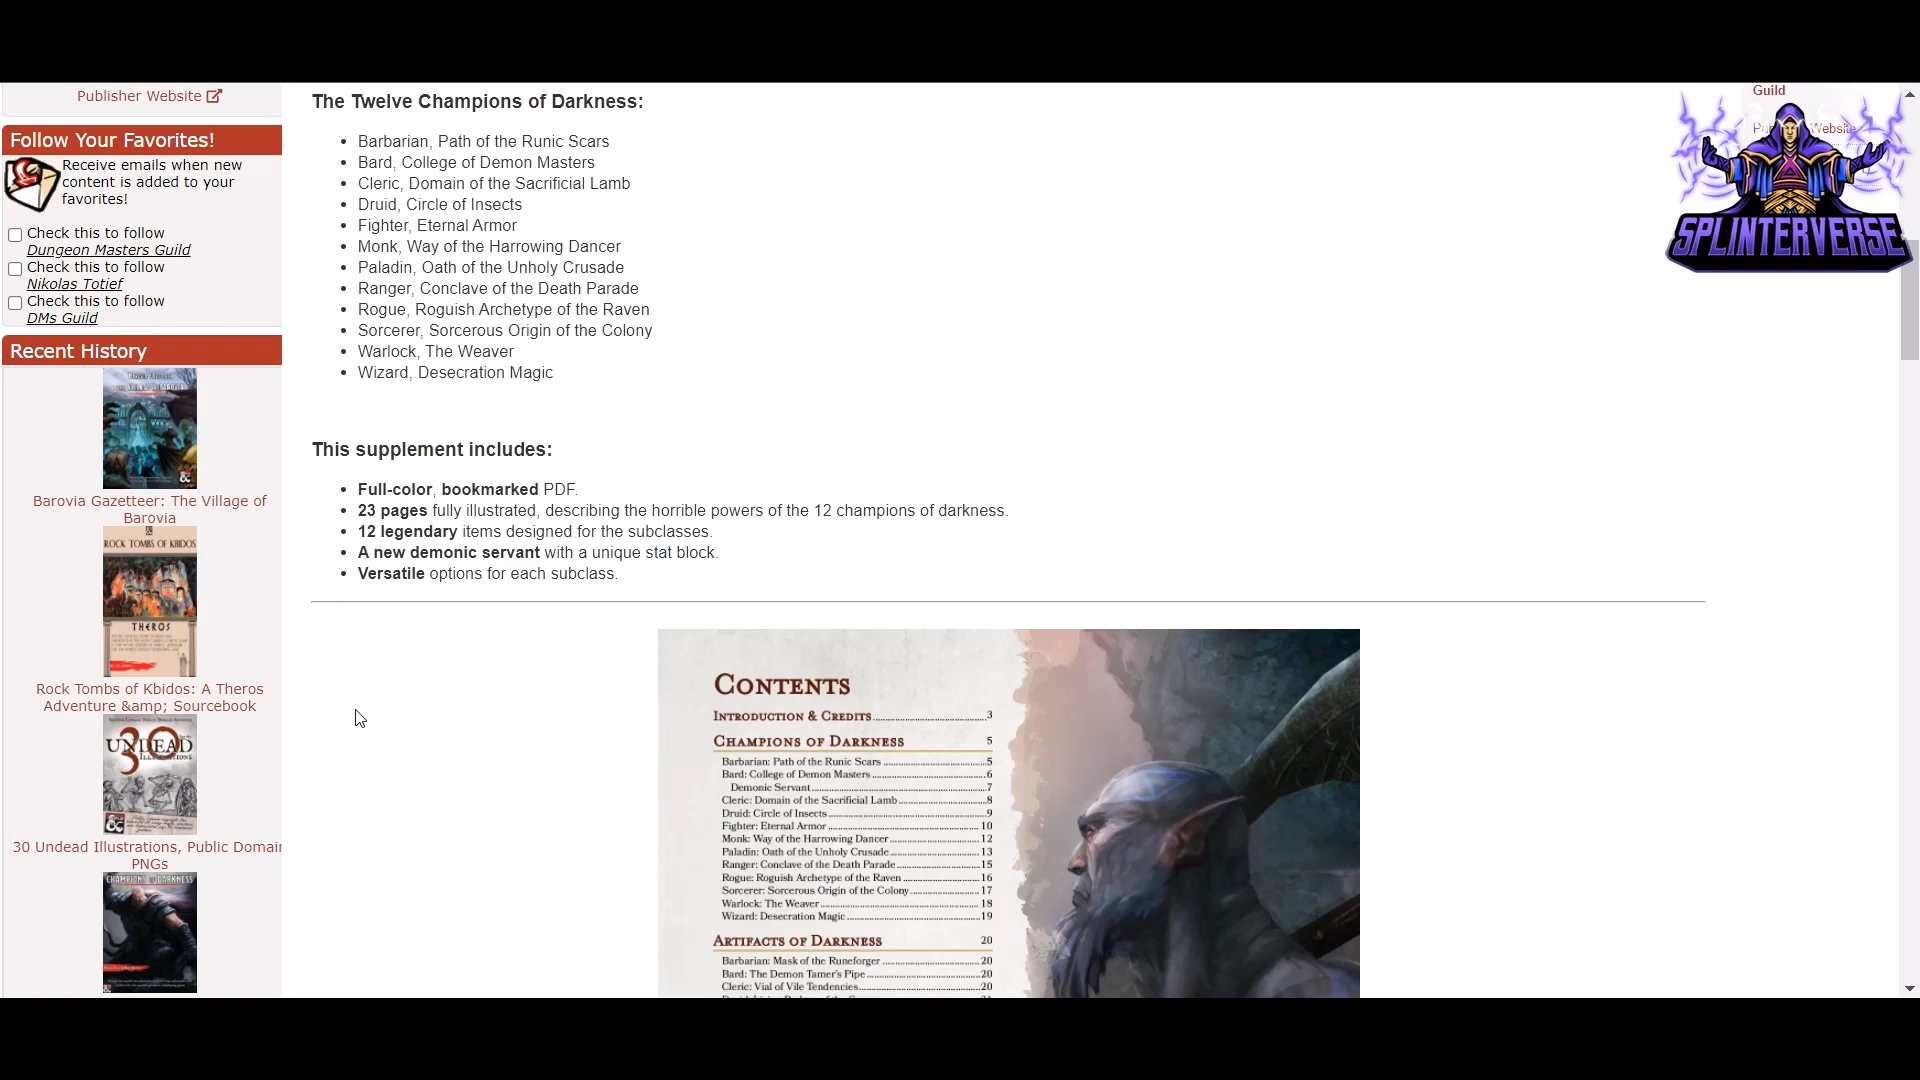 Publisher Website
Follow Your Favorites!
Receive emails when new
content is added to your
favorites!
Check this to follow
Dungeon Masters Guild
Check this to follow
Nikolas Totief
Check this to follow
DMs Guild
Recent History
Barovia Gazetteer: The Village of
Barovia
ROCK TOMBS OF KBIDOS
THEROS
Rock Tombs of Kbidos: A Theros
Adventure &amp; Sourcebook
30
UNDEAD
ILLUSTRATIONS
30 Undead Illustrations, Public Domain
PNGs
CHAMPIONS OF DARKNESS
The Twelve Champions of Darkness:
• Barbarian, Path of the Runic Scars
• Bard, College of Demon Masters
• Cleric, Domain of the Sacrificial Lamb
• Druid, Circle of Insects
• Fighter, Eternal Armor
• Monk, Way of the Harrowing Dancer
• Paladin, Oath of the Unholy Crusade
• Ranger, Conclave of the Death Parade
• Rogue, Roguish Archetype of the Raven
• Sorcerer, Sorcerous Origin of the Colony
• Warlock, The Weaver
• Wizard, Desecration Magic
This supplement includes:
• Full-color, bookmarked PDF.
• 23 pages fully illustrated, describing the horrible powers of the 12 champions of darkness.
• 12 legendary items designed for the subclasses.
• A new demonic servant with a unique stat block.
• Versatile options for each subclass.
CONTENTS
INTRODUCTION & CREDITS 3
CHAMPIONS OF DARKNESS 5
Barbarian: Path of the Runic Scars 5
Bard: College of Demon Masters 6
Demonic Servant 7
Cleric: Domain of the Sacrificial Lamb 8
Druid: Circle of Insects 9
Fighter: Eternal Armor 10
Monk: Way of the Harrowing Dancer 12
Paladin: Oath of the Unholy Crusade 13
Ranger: Conclave of the Death Parade 15
Rogue: Roguish Archetype of the Raven 16
Sorcerer: Sorcerous Origin of the Colony 17
Warlock: The Weaver 18
Wizard: Desecration Magic 19
ARTIFACTS OF DARKNESS 20
Barbarian: Mask of the Runeforger 20
Bard: The Demon Tamer's Pipe 20
Cleric: Vial of Vile Tendencies 20
Guild
Website
SPLINTERVERSE